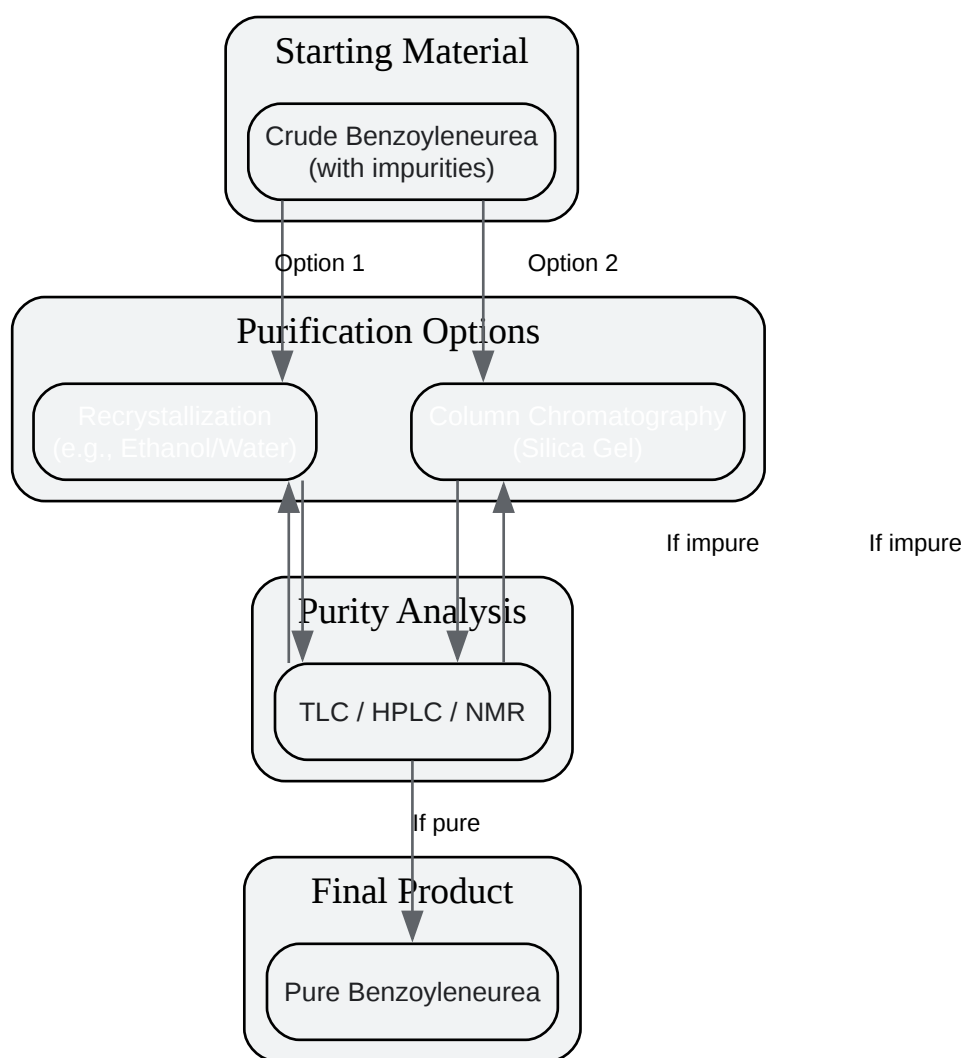 Starting Material
Crude Benzoyleneurea
(with impurities)
Option 1
Option 2
Purification Options
Recrystallization
(e.g., Ethanol/Water)
Column Chromatography
(Silica Gel)
If impure
If impure
Purity Analysis
TLC / HPLC / NMR
If pure
Final Product
Pure Benzoyleneurea